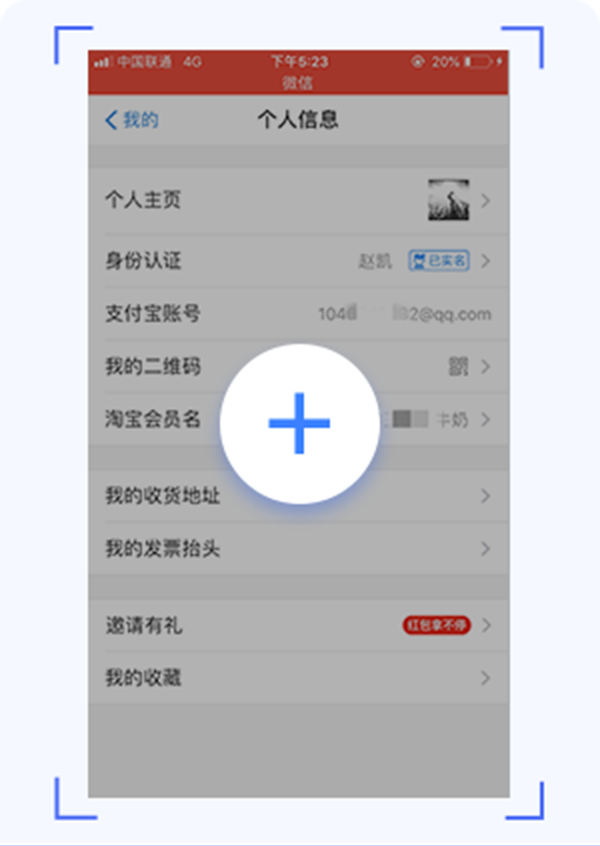 中国联通 4G 下午5:23 20%
微信
我的 个人信息
个人主页
身份认证 赵凯 已实名
支付宝账号 104 2@qq.com
我的二维码
淘宝会员名 牛奶
我的收货地址
我的发票抬头
邀请有礼 红包拿不停
我的收藏